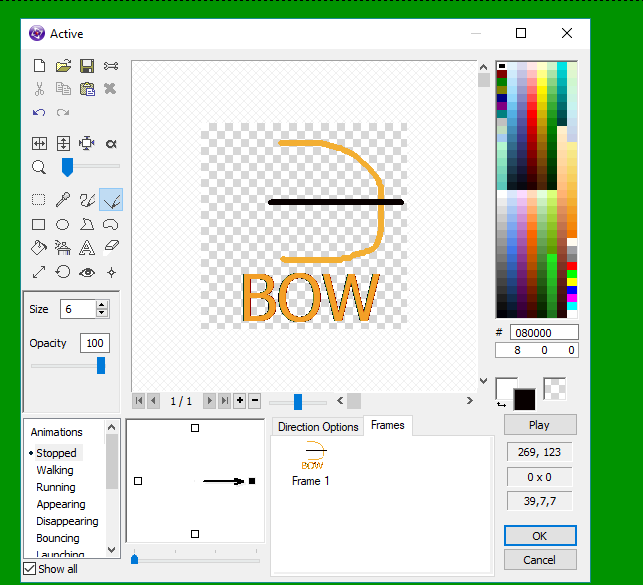 Active
BOW
Size
6
Opacity
100
1 / 1
#
080000
8 0 0
Animations
Stopped
Walking
Running
Appearing
Disappearing
Bouncing
Launching
Show all
Direction Options
Frames
BOW
Frame 1
Play
269, 123
0 x 0
39,7,7
OK
Cancel